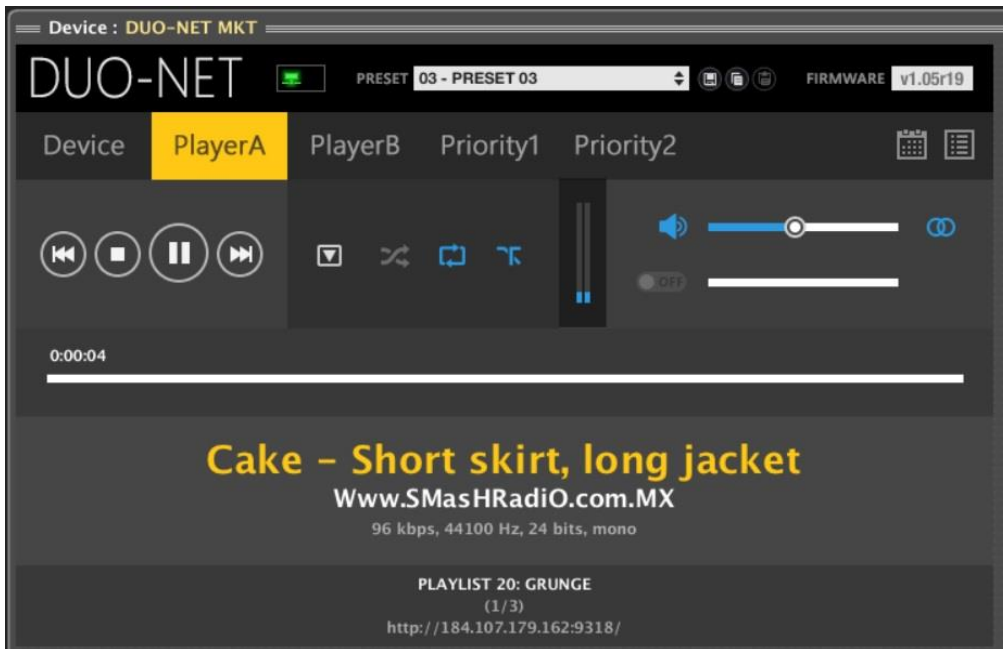 Device : DUO-NET MKT
DUO-NET PRESET 03 - PRESET 03 FIRMWARE v1.05r19
Device PlayerA PlayerB Priority1 Priority2
OFF
0:00:04
Cake - Short skirt, long jacket
Www.SMasHRadiO.com.MX
96 kbps, 44100 Hz, 24 bits, mono
PLAYLIST 20: GRUNGE
(1/3)
http://184.107.179.162:9318/